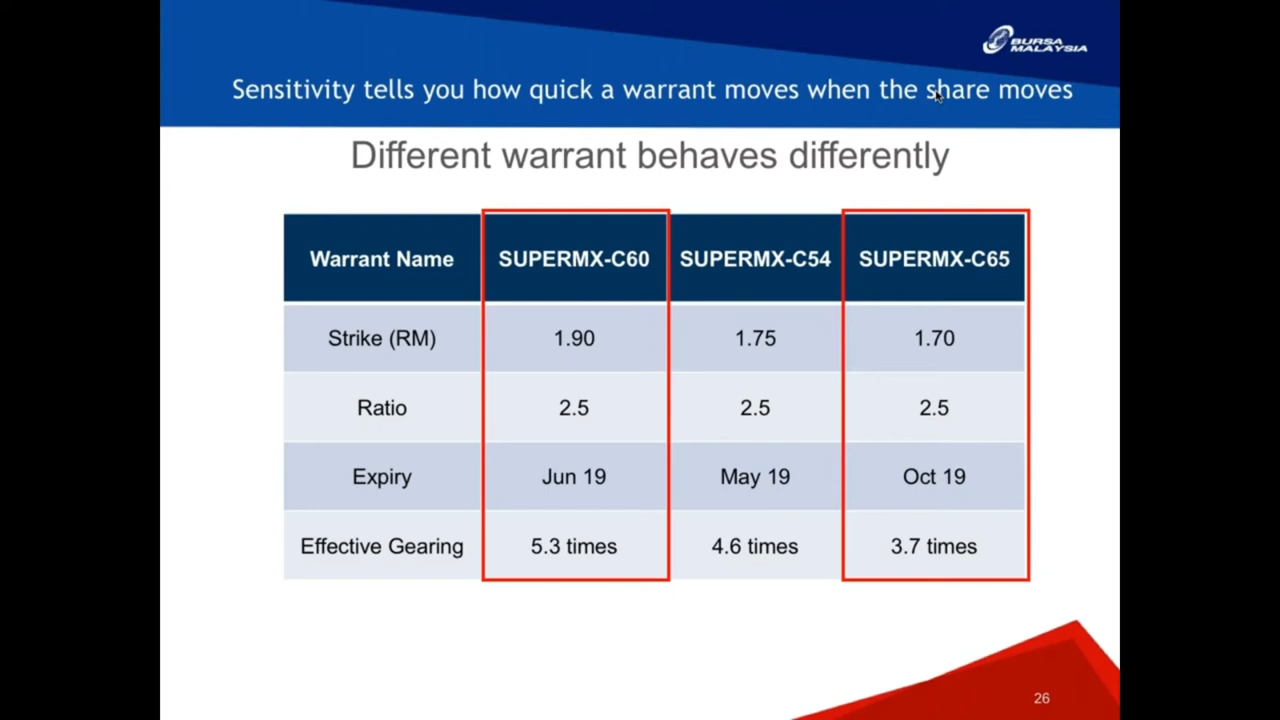 BURSA
MALAYSIA
Sensitivity tells you how quick a warrant moves when the share moves
Different warrant behaves differently
Warrant Name SUPERMX-C60 SUPERMX-C54 SUPERMX-C65
Strike (RM) 1.90 1.75 1.70
Ratio 2.5 2.5 2.5
Expiry Jun 19 May 19 Oct 19
Effective Gearing 5.3 times 4.6 times 3.7 times
26